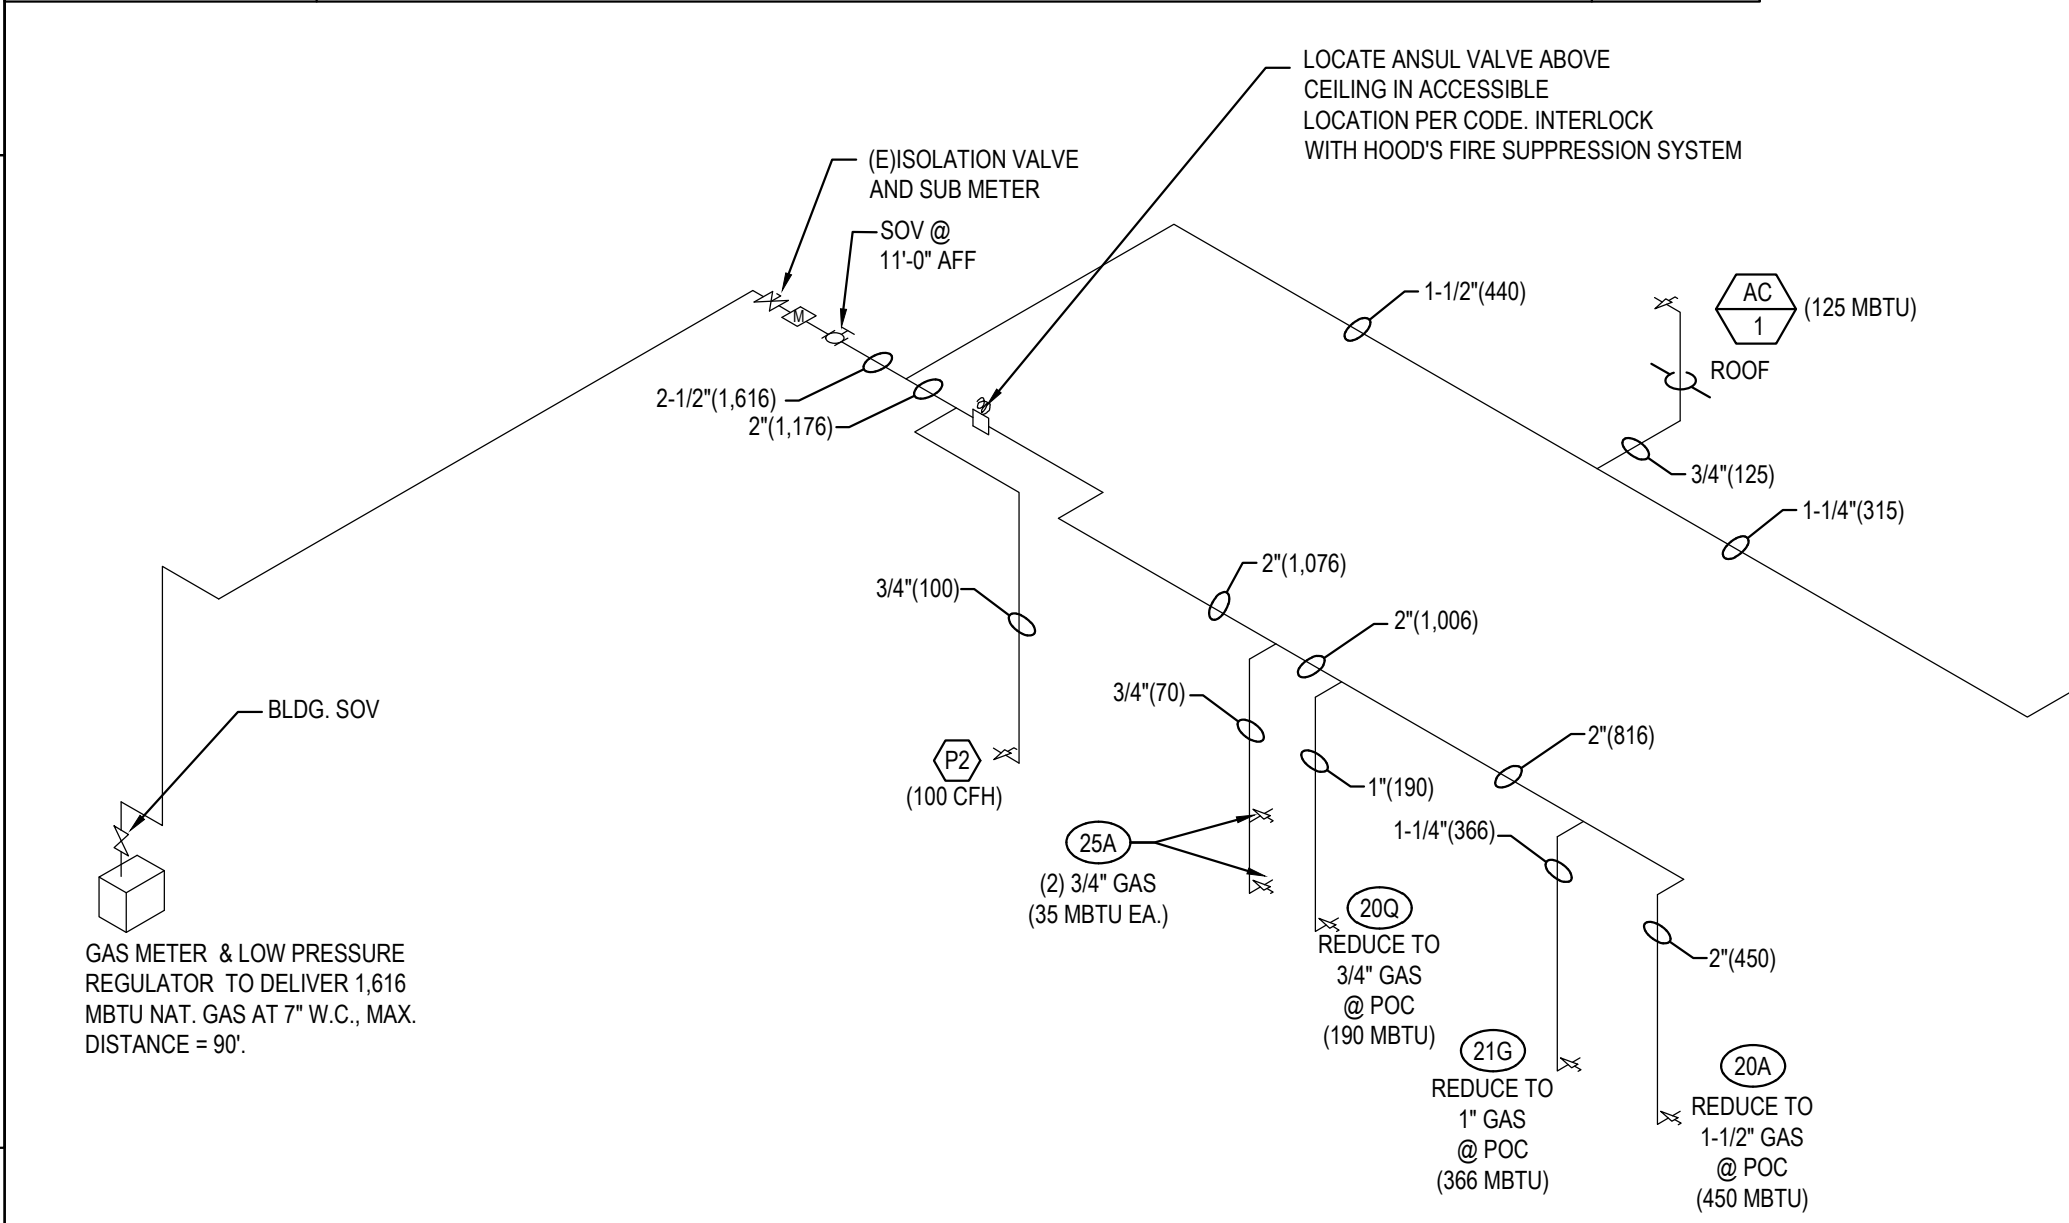 LOCATE ANSUL VALVE ABOVE
CEILING IN ACCESSIBLE
LOCATION PER CODE. INTERLOCK
WITH HOOD'S FIRE SUPPRESSION SYSTEM
(E)ISOLATION VALVE
AND SUB METER
SOV @
11'-0" AFF
M
1-1/2"(440)
AC
1
(125 MBTU)
ROOF
2-1/2"(1,616)
2"(1,176)
3/4"(125)
1-1/4"(315)
2"(1,076)
3/4"(100)
2"(1,006)
3/4"(70)
BLDG. SOV
2"(816)
P2
(100 CFH)
1"(190)
1-1/4"(366)
25A
(2) 3/4" GAS
(35 MBTU EA.)
20Q
REDUCE TO
3/4" GAS
@ POC
(190 MBTU)
2"(450)
GAS METER & LOW PRESSURE
REGULATOR TO DELIVER 1,616
MBTU NAT. GAS AT 7" W.C., MAX.
DISTANCE = 90'.
21G
REDUCE TO
1" GAS
@ POC
(366 MBTU)
20A
REDUCE TO
1-1/2" GAS
@ POC
(450 MBTU)